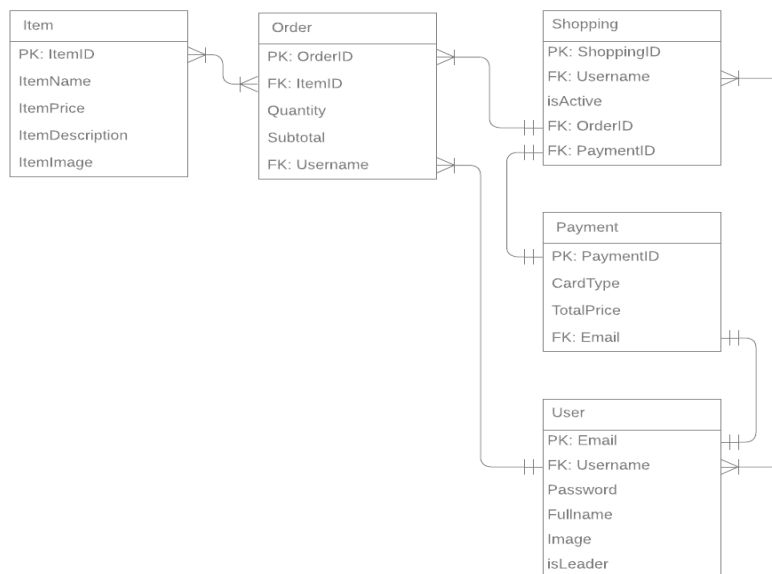 Item
PK: ItemID
ItemName
ItemPrice
ItemDescription
ItemImage
Order
PK: OrderID
FK: ItemID
Quantity
Subtotal
FK: Username
Shopping
PK: ShoppingID
FK: Username
isActive
FK: OrderID
FK: PaymentID
Payment
PK: PaymentID
CardType
TotalPrice
FK: Email
User
PK: Email
FK: Username
Password
Fullname
Image
isLeader